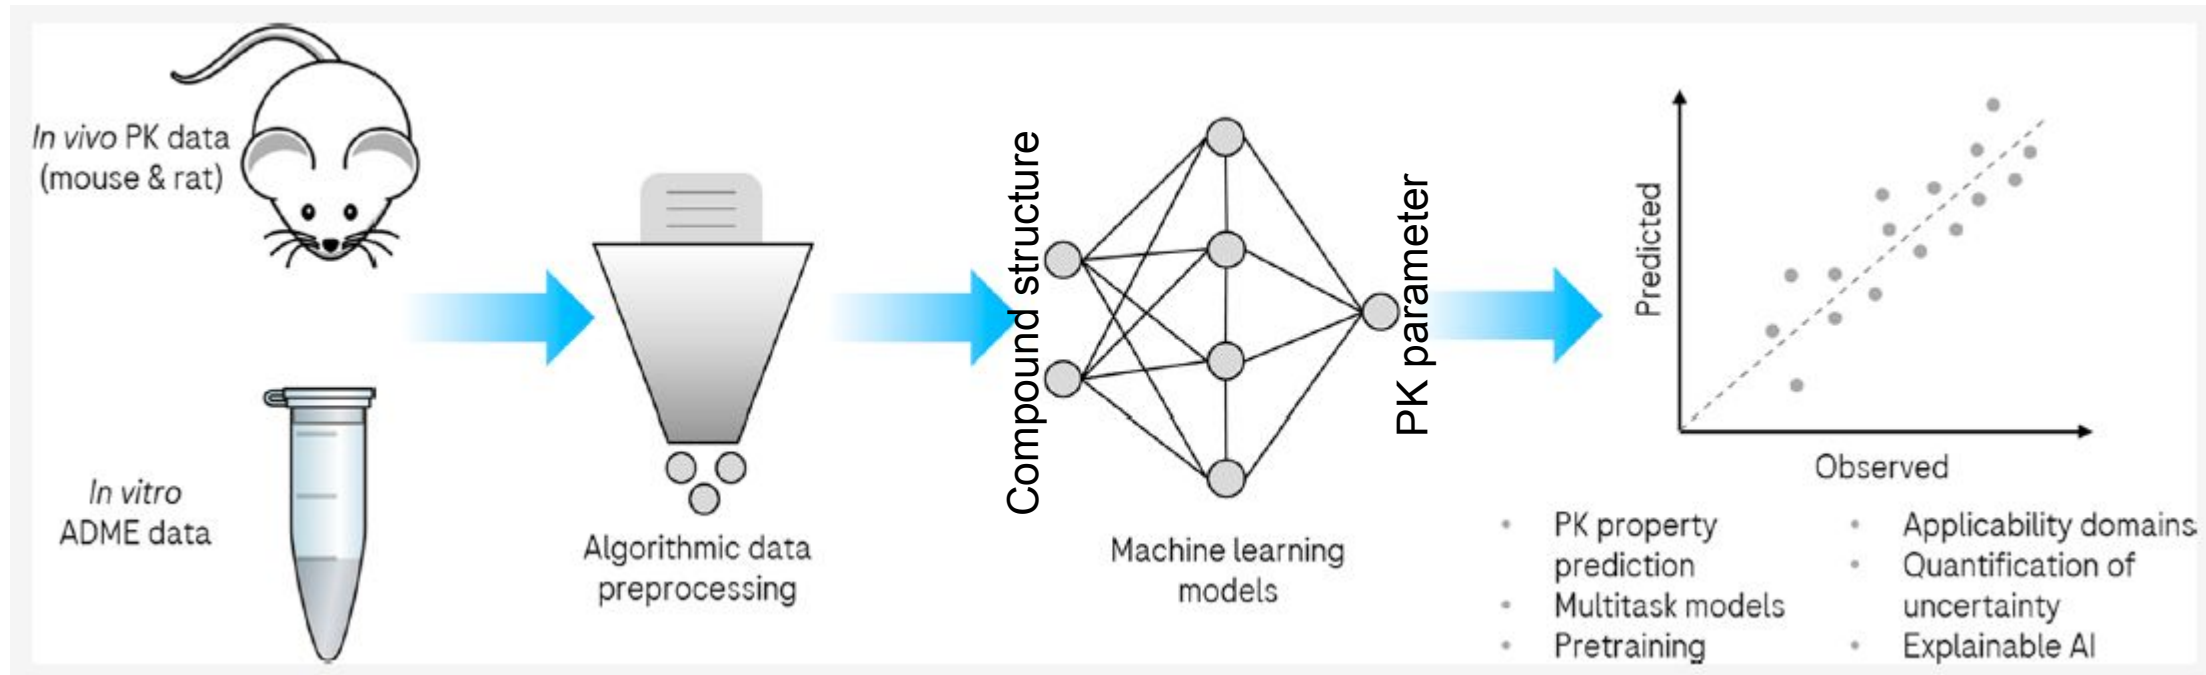 In vivo PK data
(mouse & rat)
In vitro
ADME data
Algorithmic data
preprocessing
Compound structure
PK parameter
Machine learning
models
Predicted
Observed
• PK property
prediction
• Multitask models
• Pretraining
• Applicability domains
• Quantification of
uncertainty
• Explainable AI